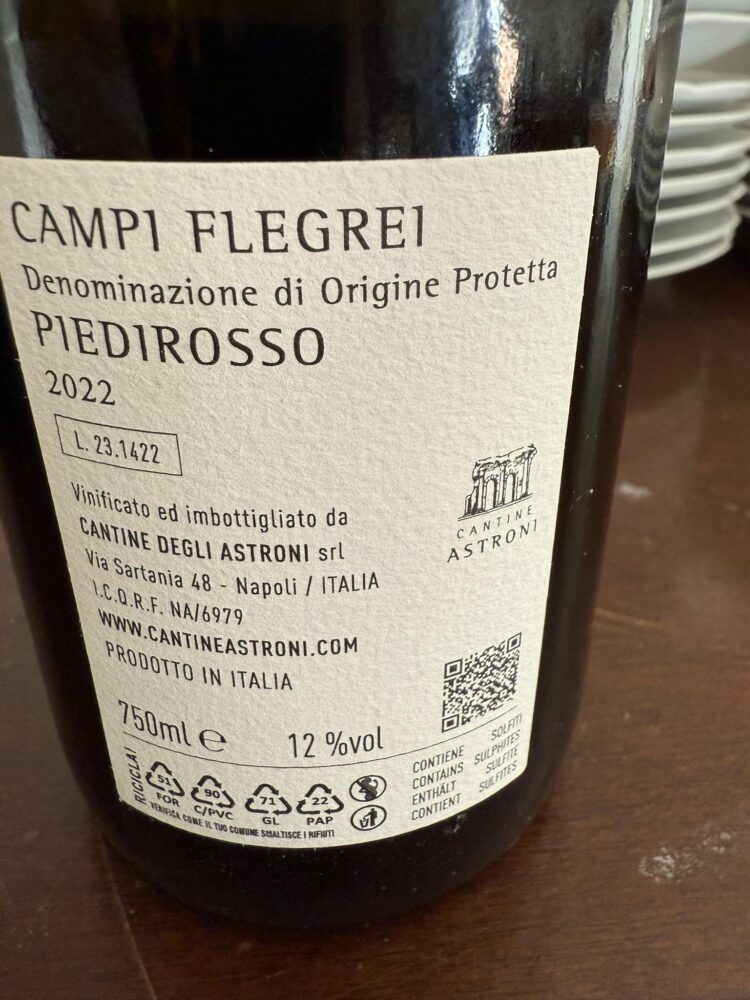 CAMPI FLEGREI
Denominazione di Origine Protetta
PIEDIROSSO
2022
L. 23.1422
Vinificato ed imbottigliato da
CANTINE DEGLI ASTRONI srl
Via Sartania 48 - Napoli / ITALIA
I.C.Q.R.F. NA/6979
WWW.CANTINEASTRONI.COM
PRODOTTO IN ITALIA
CANTINE
ASTRONI
750ml e
12 %vol
RICICLA!
51
FOR
90
C/PVC
71
GL
22
PAP
VERIFICA COME IL TUO COMUNE SMALTISCE I RIFIUTI
CONTIENE SOLFITI
CONTAINS SULPHITES
ENTHÄLT SULFITE
CONTIENT SULFITES